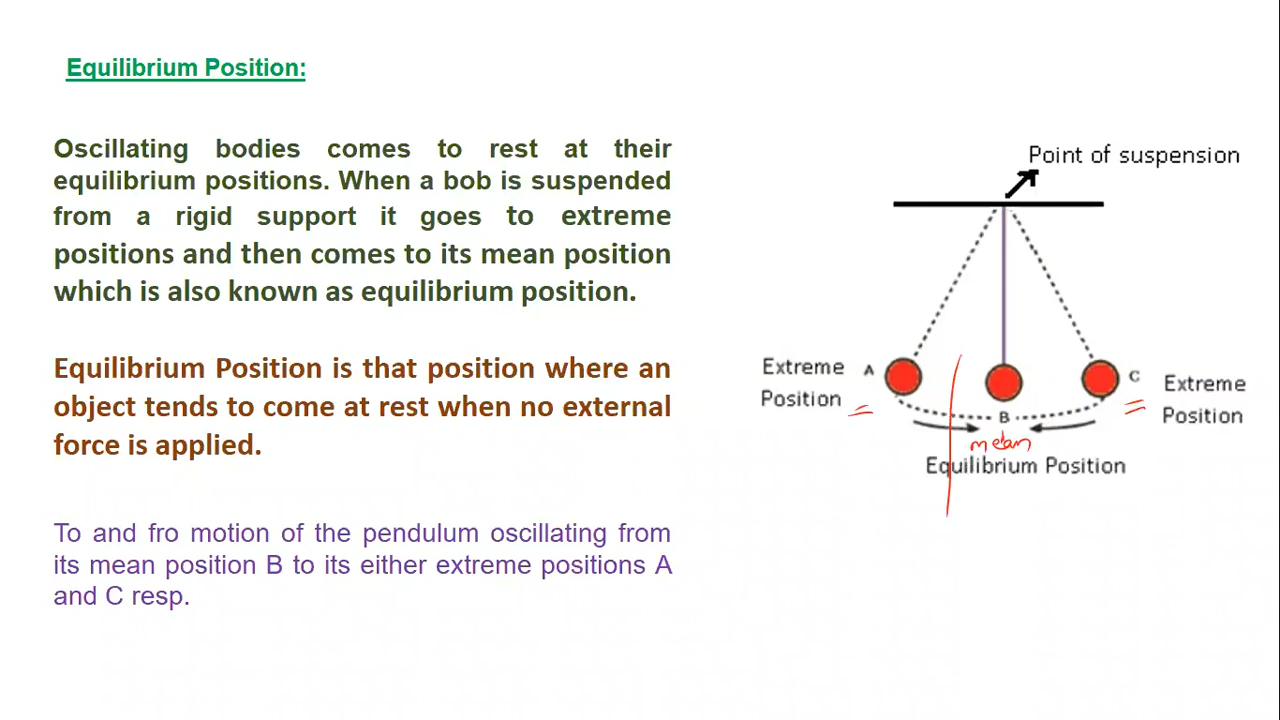 Equilibrium Position:
Oscillating bodies comes to rest at their
equilibrium positions. When a bob is suspended
from a rigid support it goes to extreme
positions and then comes to its mean position
which is also known as equilibrium position.
Equilibrium Position is that position where an
object tends to come at rest when no external
force is applied.
To and fro motion of the pendulum oscillating from
its mean position B to its either extreme positions A
and C resp.
Point of suspension
Extreme
Position
A
C
Extreme
Position
B
mean
Equilibrium Position